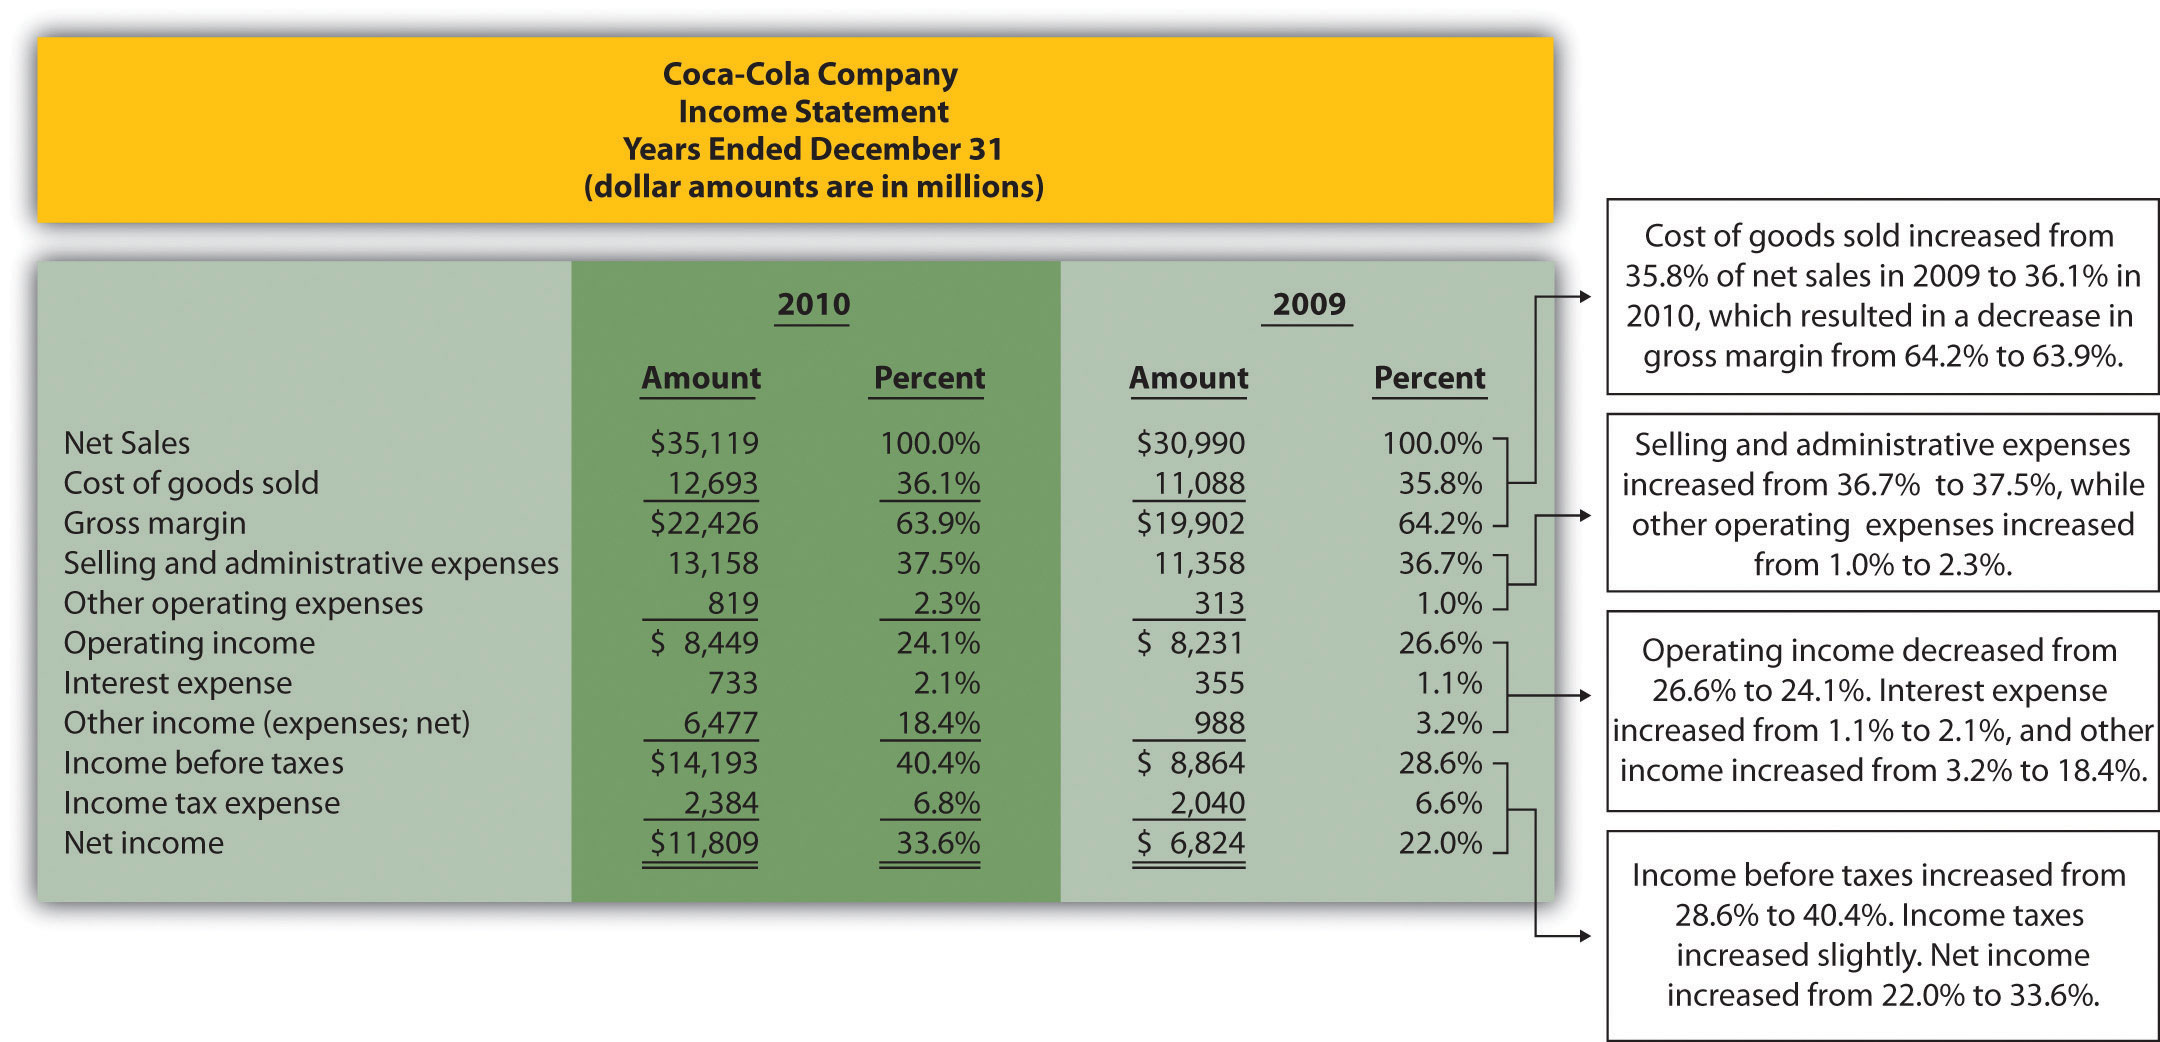 Coca-Cola Company
Income Statement
Years Ended December 31
(dollar amounts are in millions)
2010 2009
Amount Percent Amount Percent
Net Sales $35,119 100.0% $30,990 100.0%
Cost of goods sold 12,693 36.1% 11,088 35.8%
Gross margin $22,426 63.9% $19,902 64.2%
Selling and administrative expenses 13,158 37.5% 11,358 36.7%
Other operating expenses 819 2.3% 313 1.0%
Operating income $ 8,449 24.1% $ 8,231 26.6%
Interest expense 733 2.1% 355 1.1%
Other income (expenses; net) 6,477 18.4% 988 3.2%
Income before taxes $14,193 40.4% $ 8,864 28.6%
Income tax expense 2,384 6.8% 2,040 6.6%
Net income $11,809 33.6% $ 6,824 22.0%
Cost of goods sold increased from
35.8% of net sales in 2009 to 36.1% in
2010, which resulted in a decrease in
gross margin from 64.2% to 63.9%.
Selling and administrative expenses
increased from 36.7% to 37.5%, while
other operating expenses increased
from 1.0% to 2.3%.
Operating income decreased from
26.6% to 24.1%. Interest expense
increased from 1.1% to 2.1%, and other
income increased from 3.2% to 18.4%.
Income before taxes increased from
28.6% to 40.4%. Income taxes
increased slightly. Net income
increased from 22.0% to 33.6%.